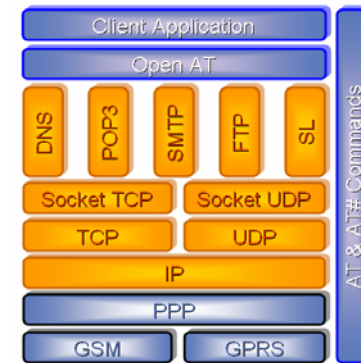 Client Application
Open AT
DNS
POP3
SMTP
FTP
SL
Socket TCP
Socket UDP
TCP
UDP
IP
PPP
GSM
GPRS
AT & AT# Commands